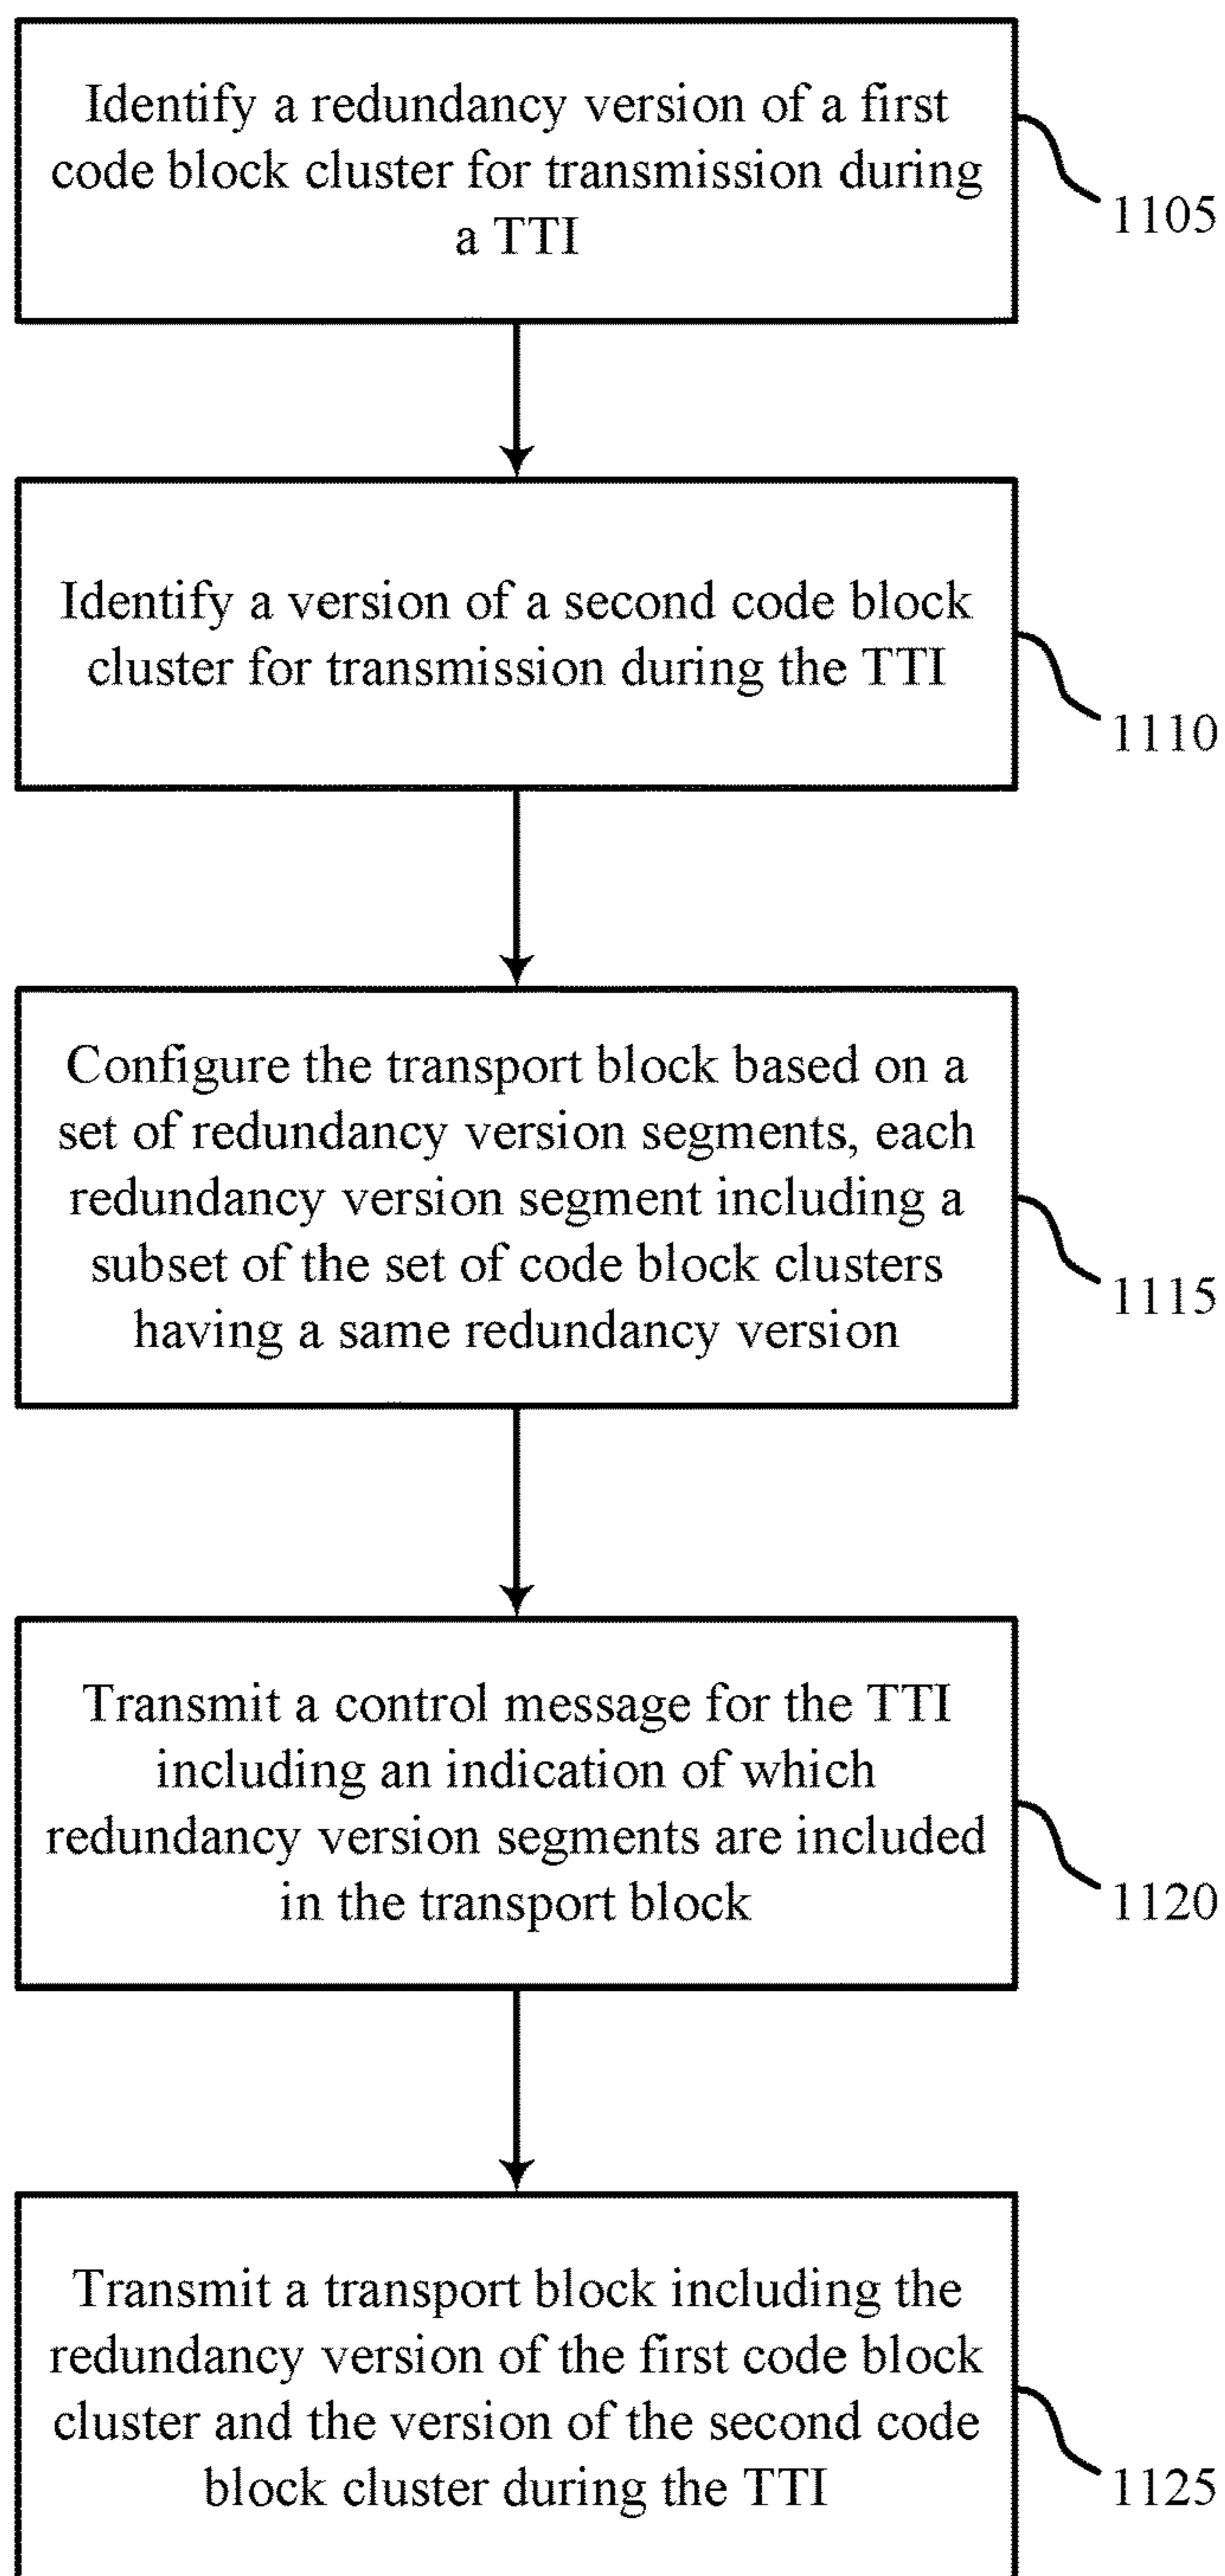 Identify a redundancy version of a first
code block cluster for transmission during
a TTI
1105
Identify a version of a second code block
cluster for transmission during the TTI
1110
Configure the transport block based on a
set of redundancy version segments, each
redundancy version segment including a
subset of the set of code block clusters
having a same redundancy version
1115
Transmit a control message for the TTI
including an indication of which
redundancy version segments are included
in the transport block
1120
Transmit a transport block including the
redundancy version of the first code block
cluster and the version of the second code
block cluster during the TTI
1125